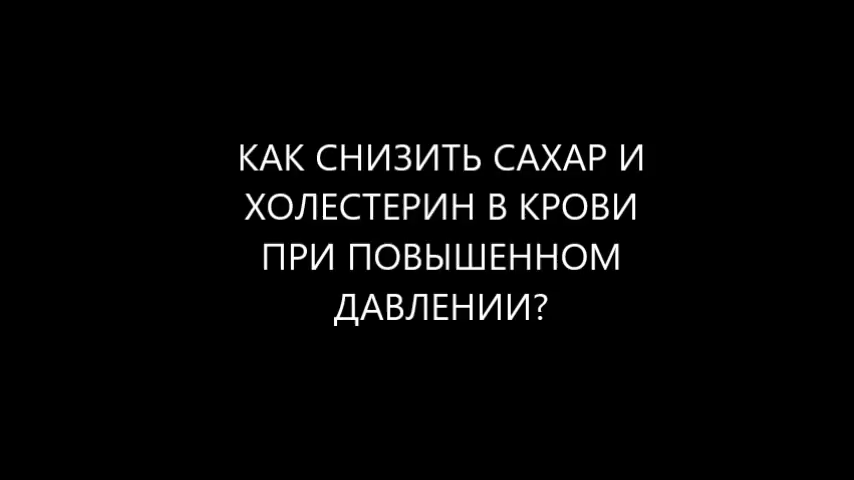 КАК СНИЗИТЬ САХАР И
ХОЛЕСТЕРИН В КРОВИ
ПРИ ПОВЫШЕННОМ
ДАВЛЕНИИ?